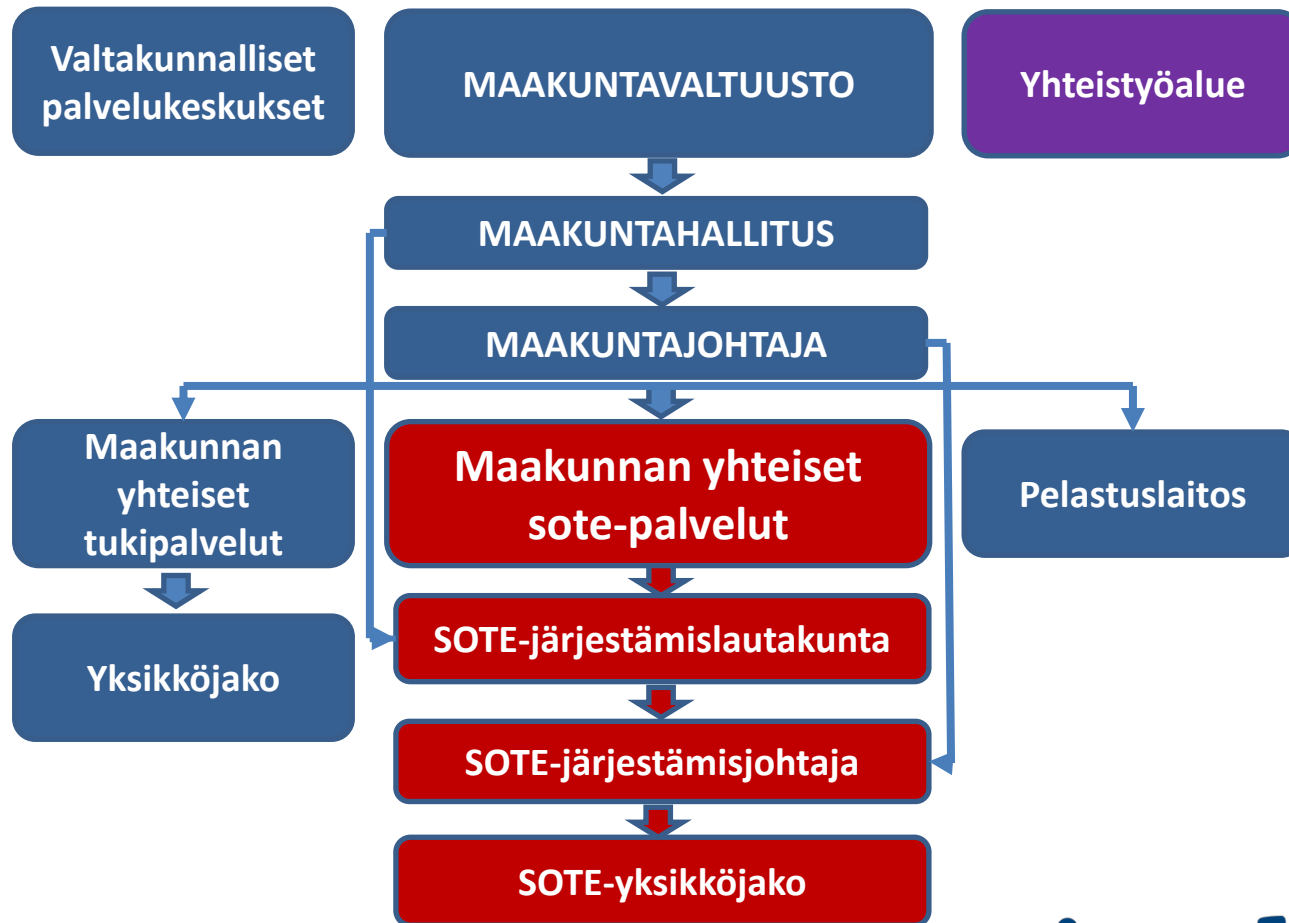 Valtakunnalliset
palvelukeskukset
MAAKUNTAVALTUUSTO
Yhteistyöalue
MAAKUNTAHALLITUS
MAAKUNTAJOHTAJA
Maakunnan
yhteiset
tukipalvelut
Maakunnan yhteiset
sote-palvelut
Pelastuslaitos
SOTE-järjestämislautakunta
Yksikköjako
SOTE-järjestämisjohtaja
SOTE-yksikköjako